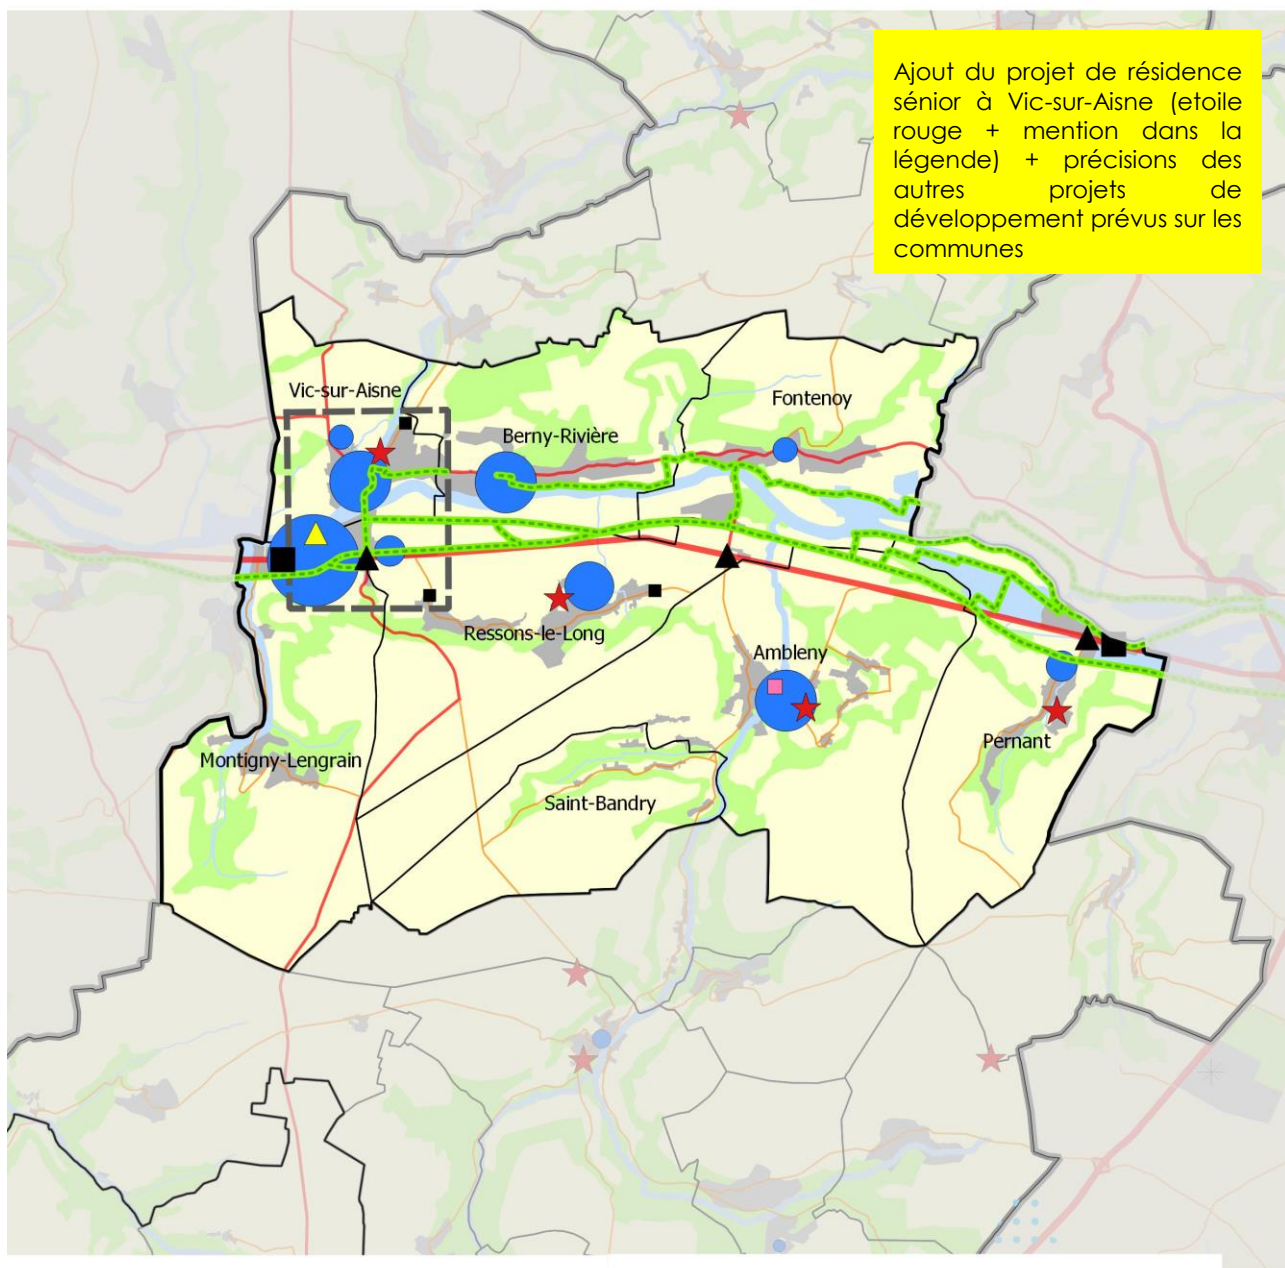 Ajout du projet de résidence
sénior à Vic-sur-Aisne (etoile
rouge + mention dans la
légende) + précisions des
autres projets de
développement prévus sur les
communes
Vic-sur-Aisne
Fontenoy
Berny-Rivière
Ressons-le-Long
Ambleny
Pernant
Montigny-Lengrain
Saint-Bandry